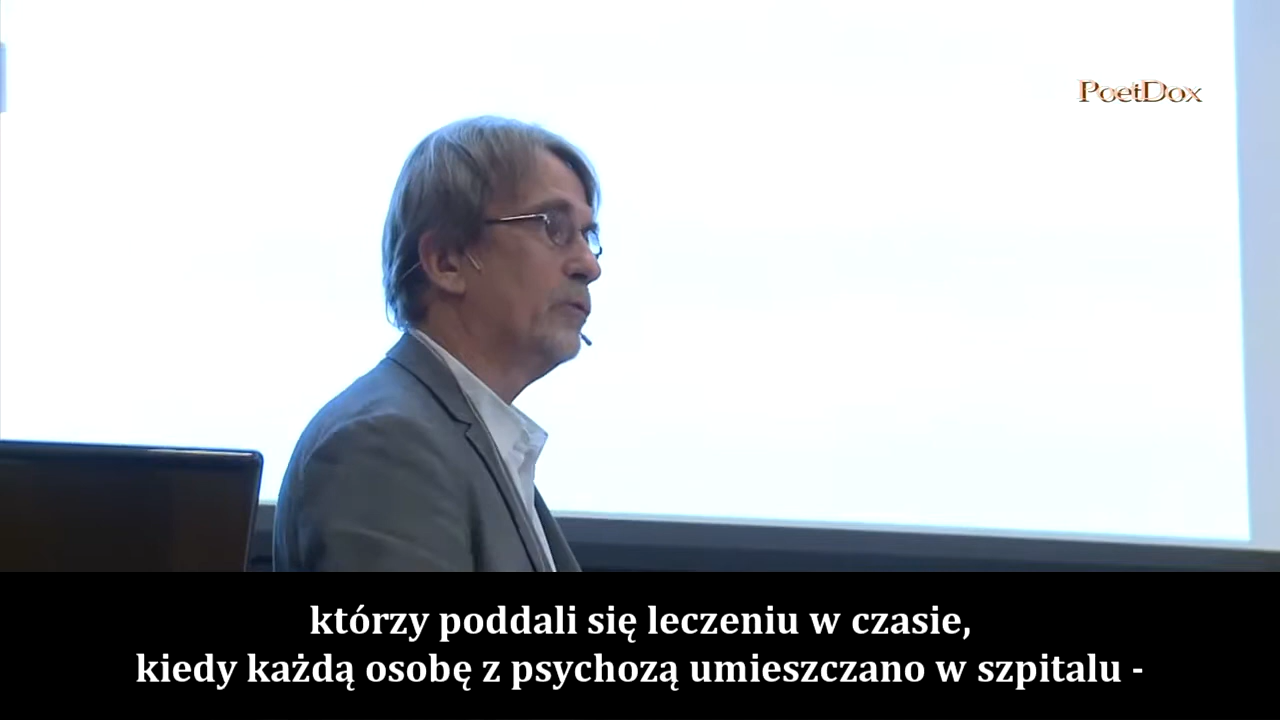 PoetDox
którzy poddali się leczeniu w czasie,
kiedy każdą osobę z psychozą umieszczano w szpitalu -